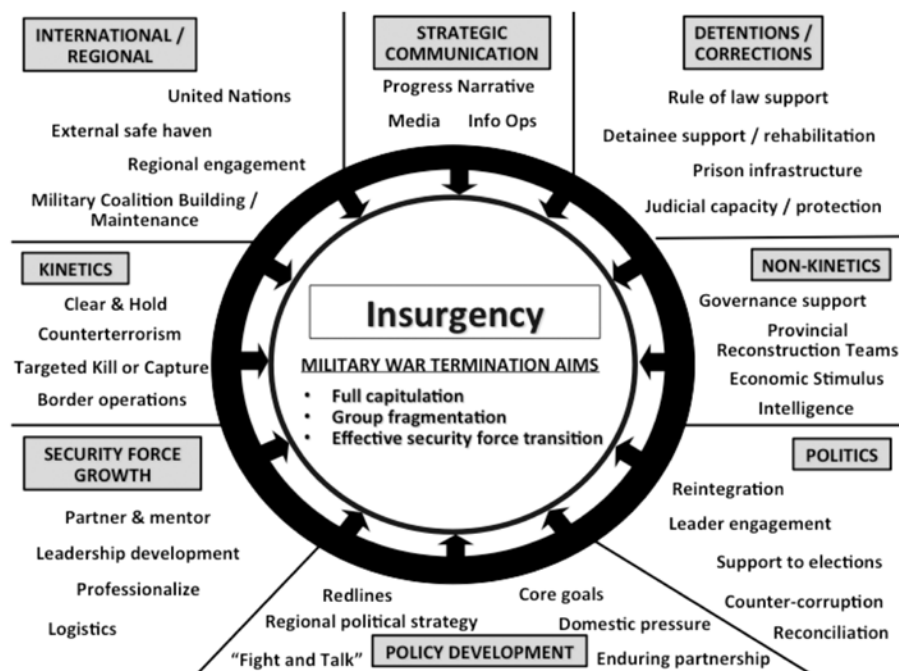 INTERNATIONAL /
REGIONAL
United Nations
External safe haven
Regional engagement
Military Coalition Building /
Maintenance
STRATEGIC
COMMUNICATION
Progress Narrative
Media Info Ops
DETENTIONS /
CORRECTIONS
Rule of law support
Detainee support / rehabilitation
Prison infrastructure
Judicial capacity / protection
KINETICS
Clear & Hold
Counterterrorism
Targeted Kill or Capture
Border operations
Insurgency
MILITARY WAR TERMINATION AIMS
• Full capitulation
• Group fragmentation
• Effective security force transition
NON-KINETICS
Governance support
Provincial
Reconstruction Teams
Economic Stimulus
Intelligence
SECURITY FORCE
GROWTH
Partner & mentor
Leadership development
Professionalize
Logistics
Redlines
Core goals
Regional political strategy
Domestic pressure
"Fight and Talk"
POLICY DEVELOPMENT
Enduring partnership
POLITICS
Reintegration
Leader engagement
Support to elections
Counter-corruption
Reconciliation